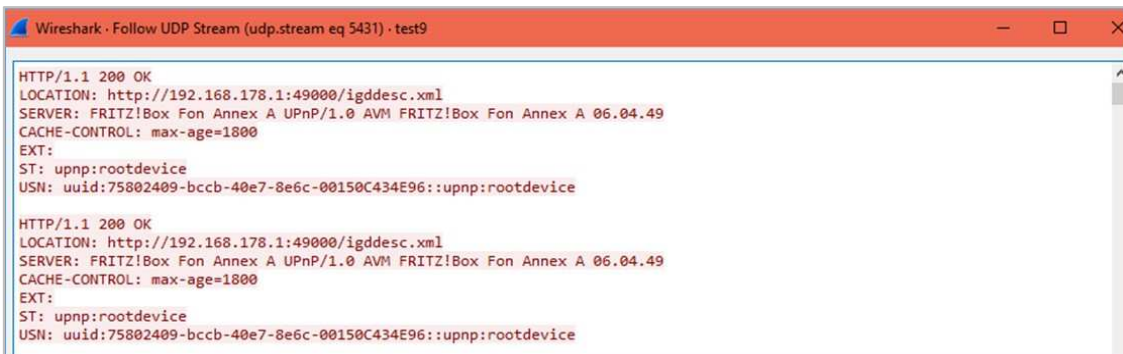 Wireshark · Follow UDP Stream (udp.stream eq 5431) · test9
HTTP/1.1 200 OK
LOCATION: http://192.168.178.1:49000/igddesc.xml
SERVER: FRITZ!Box Fon Annex A UPnP/1.0 AVM FRITZ!Box Fon Annex A 06.04.49
CACHE-CONTROL: max-age=1800
EXT:
ST: upnp:rootdevice
USN: uuid:75802409-bccb-40e7-8e6c-00150C434E96::upnp:rootdevice
HTTP/1.1 200 OK
LOCATION: http://192.168.178.1:49000/igddesc.xml
SERVER: FRITZ!Box Fon Annex A UPnP/1.0 AVM FRITZ!Box Fon Annex A 06.04.49
CACHE-CONTROL: max-age=1800
EXT:
ST: upnp:rootdevice
USN: uuid:75802409-bccb-40e7-8e6c-00150C434E96::upnp:rootdevice